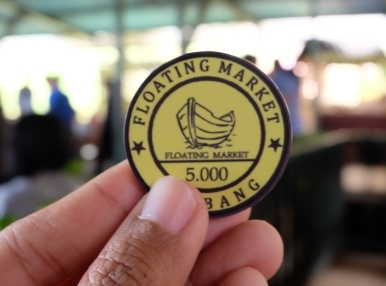 FLOATING MARKET
FLOATING MARKET
5.000
BANG